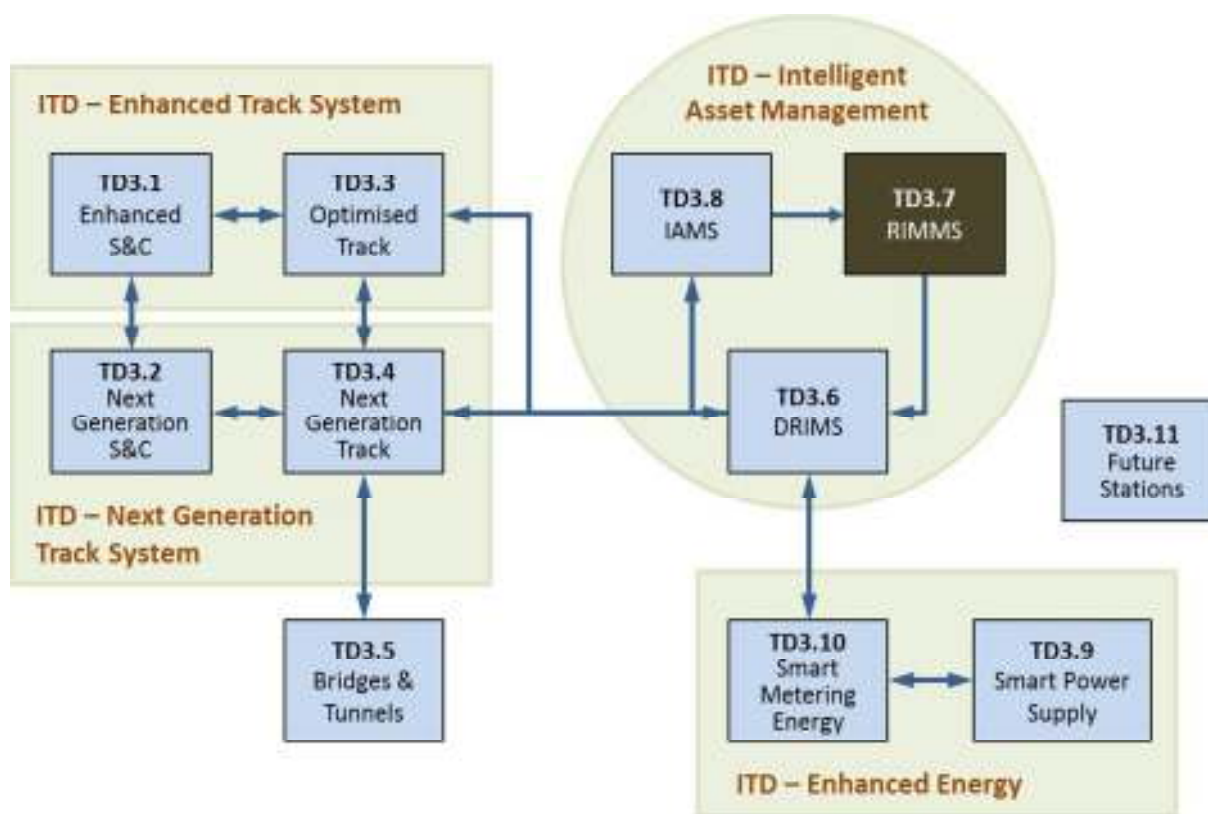 ITD – Enhanced Track System
TD3.1
Enhanced
S&C
TD3.3
Optimised
Track
TD3.2
Next
Generation
S&C
TD3.4
Next
Generation
Track
ITD – Next Generation
Track System
TD3.5
Bridges &
Tunnels
ITD – Intelligent
Asset Management
TD3.8
IAMS
TD3.7
RIMMS
TD3.6
DRIMS
TD3.11
Future
Stations
TD3.10
Smart
Metering
Energy
TD3.9
Smart Power
Supply
ITD – Enhanced Energy